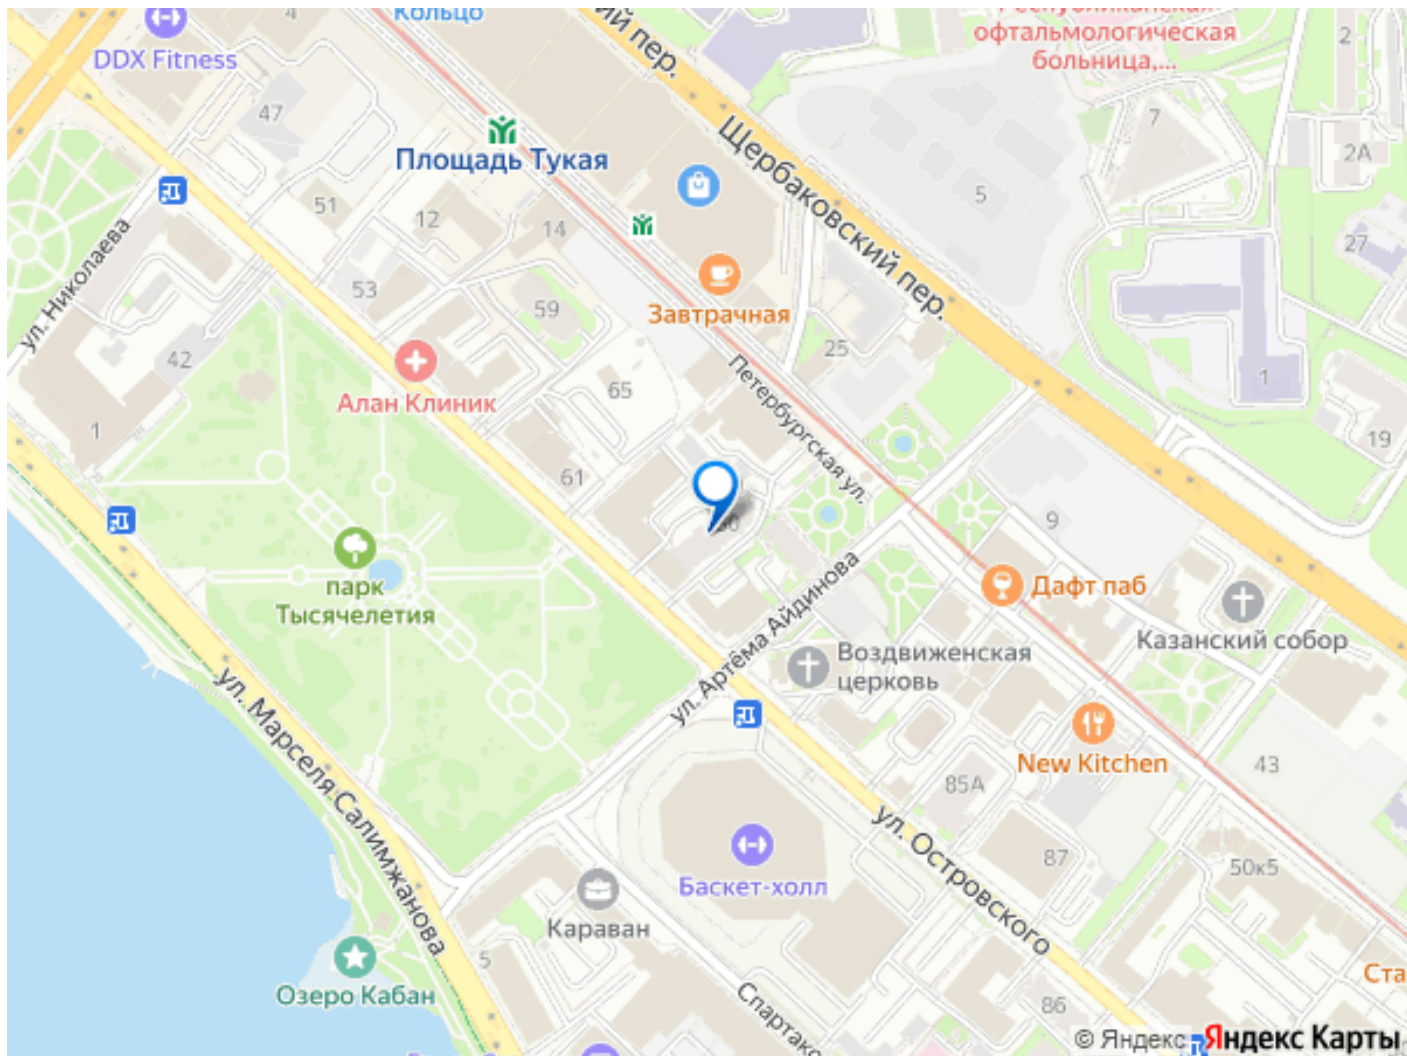 Кольцо
4
DDX Fitness
47
ий пер.
офтальмологическая
больница,...
2
7
2А
Площадь Тукая
Щербаковский пер.
5
51
12
14
27
ул. Николаева
53
59
Завтрачная
42
25
65
1
Алан Клиник
Петербургская ул.
1
19
61
9
парк
Тысячелетия
ул. Артёма Айдинова
Дафт паб
Казанский собор
Воздвиженская
церковь
ул. Марселя Салимжанова
New Kitchen
43
85А
ул. Островского
87
50к5
Баскет-холл
Караван
5
Озеро Кабан
Спартако
86
Ста
© Яндекс Яндекс Карты